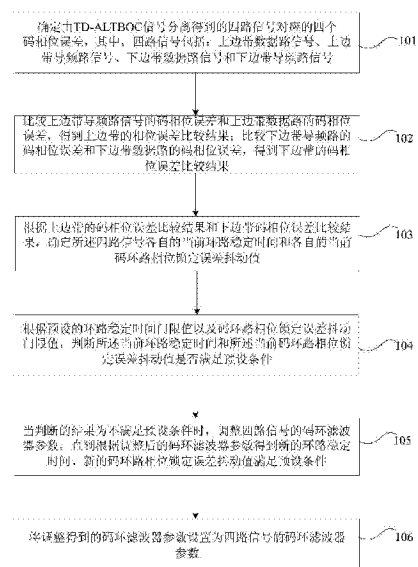 确定由TD-ALTBOC信号分离得到的四路信号对应的四个
码相位误差,其中,四路信号包括:上边带数据路信号、上边
带导频路信号、下边带数据路信号和下边带导频路信号
101
比较上边带导频路信号的码相位误差和上边带数据路的码相位
误差,得到上边带的相位误差比较结果;比较下边带导频路的
码相位误差和下边带数据路的码相位误差,得到下边带的码相
位误差比较结果
102
根据上边带的码相位误差比较结果和下边带码相位误差比较结
果,确定所述四路信号各自的当前环路稳定时间和各自的当前
码环路相位锁定误差抖动值
103
根据预设的环路稳定时间门限值以及码环路相位锁定误差抖动
门限值,判断所述当前环路稳定时间和所述当前码环路相位锁
定误差抖动值是否满足预设条件
104
当判断的结果为不满足预设条件时,调整四路信号的码环滤波
器参数,直到根据调整后的码环滤波器参数得到新的环路稳定
时间、新的码环路相位锁定误差抖动值满足预设条件
105
将调整得到的码环滤波器参数设置为四路信号的码环滤波器
参数
106